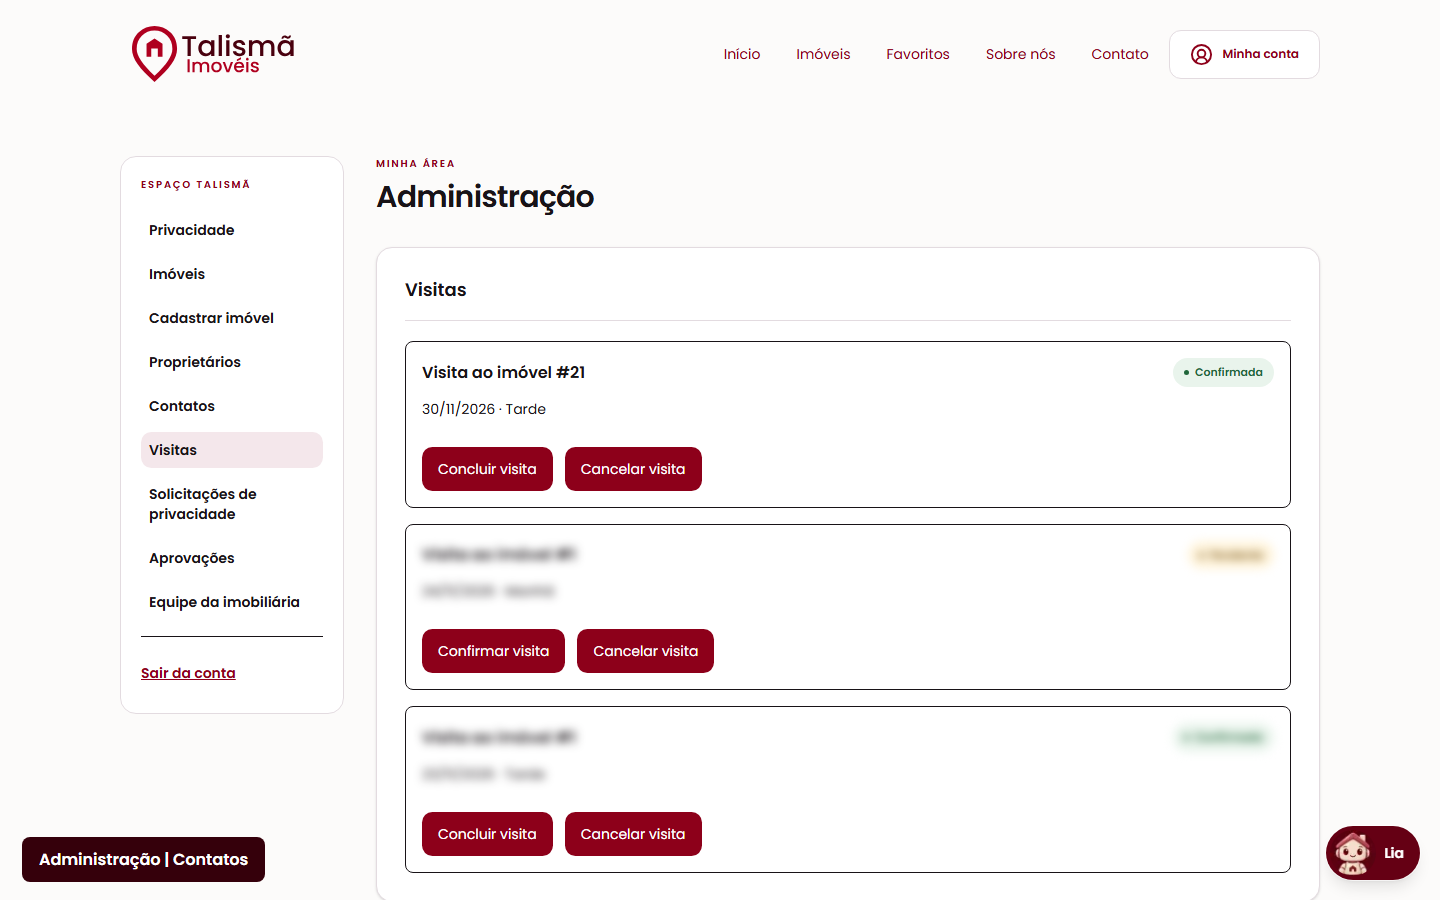 Talismã
Imovéis
Início
Imóveis
Favoritos
Sobre nós
Contato
Minha conta
ESPAÇO TALISMÃ
Privacidade
Imóveis
Cadastrar imóvel
Proprietários
Contatos
Visitas
Solicitações de
privacidade
Aprovações
Equipe da imobiliária
Sair da conta
MINHA ÁREA
Administração
Visitas
Visita ao imóvel #21
Confirmada
30/11/2026 · Tarde
Concluir visita
Cancelar visita
Confirmar visita
Cancelar visita
Concluir visita
Cancelar visita
Administração | Contatos
Lia